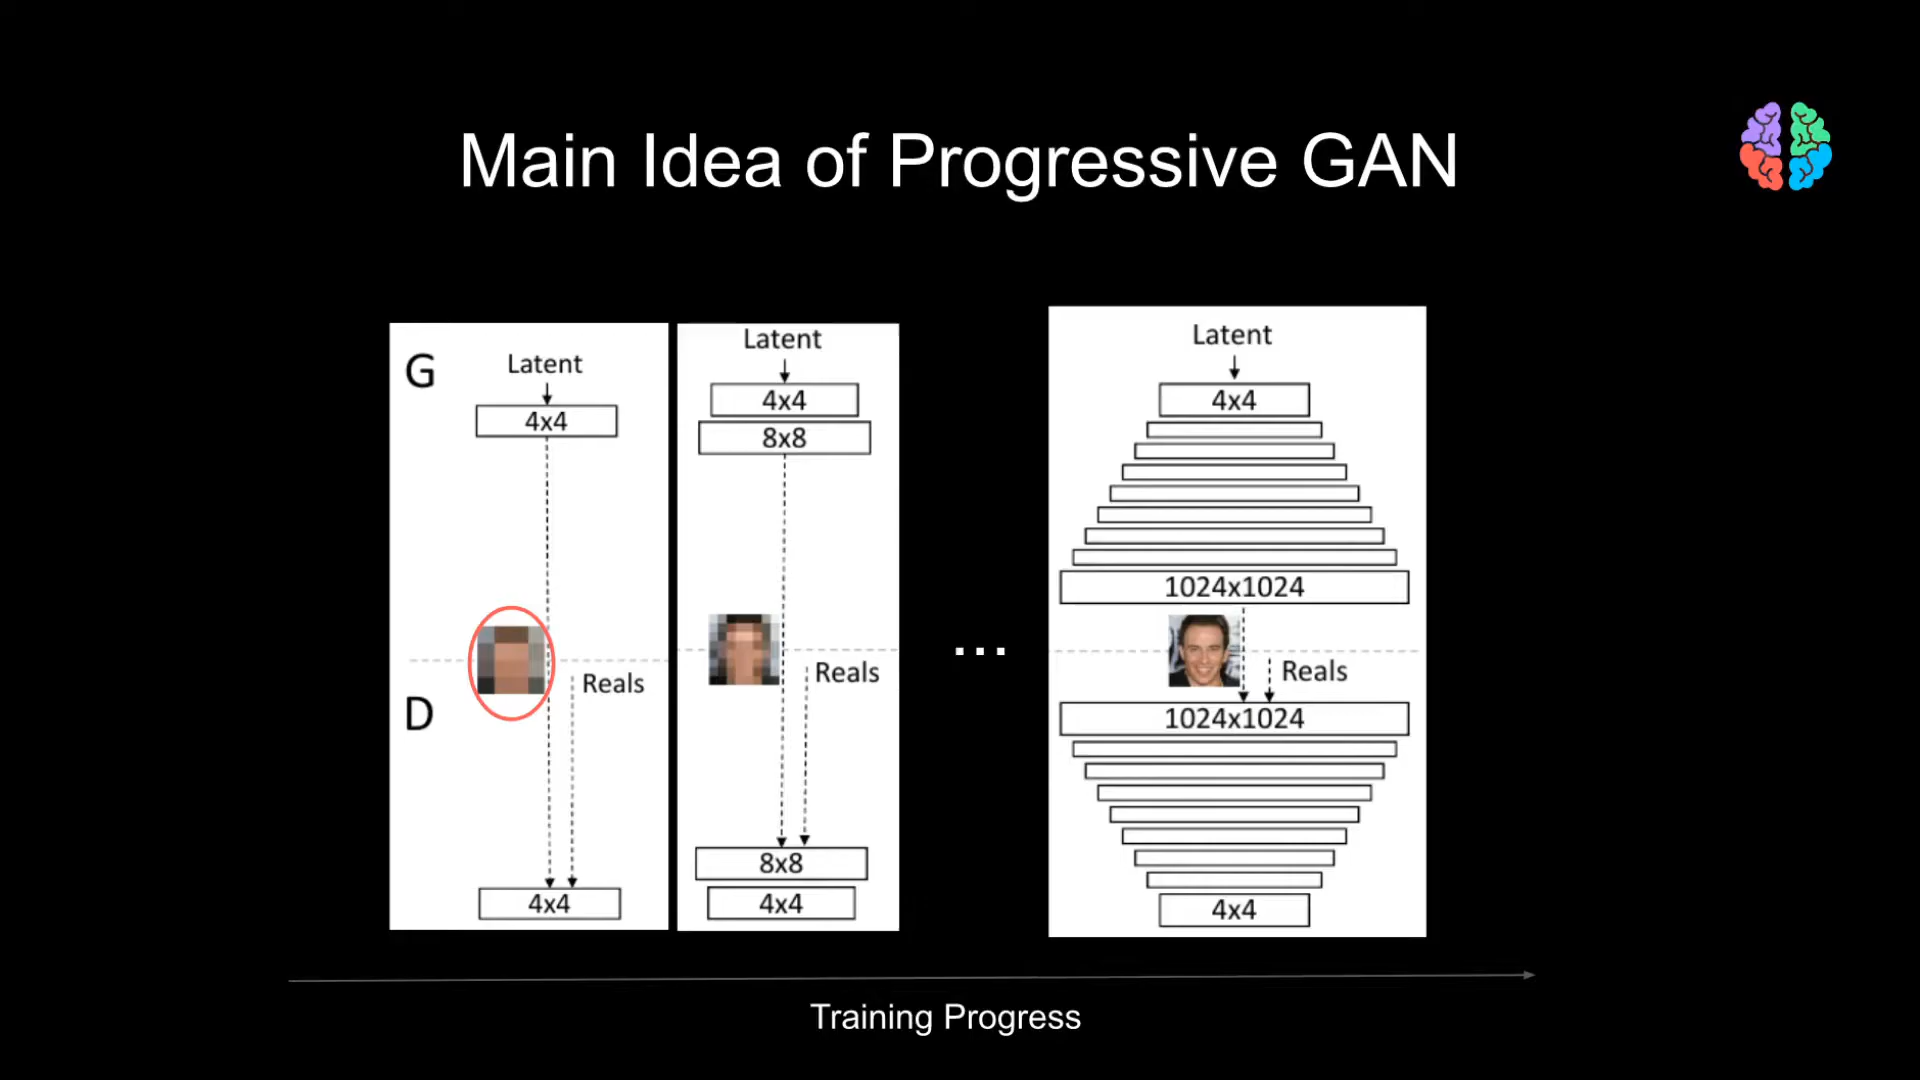 Main Idea of Progressive GAN
G
Latent
4x4
Reals
D
4x4
Latent
4x4
8x8
Reals
8x8
4x4
...
Latent
4x4
1024x1024
Reals
1024x1024
4x4
Training Progress